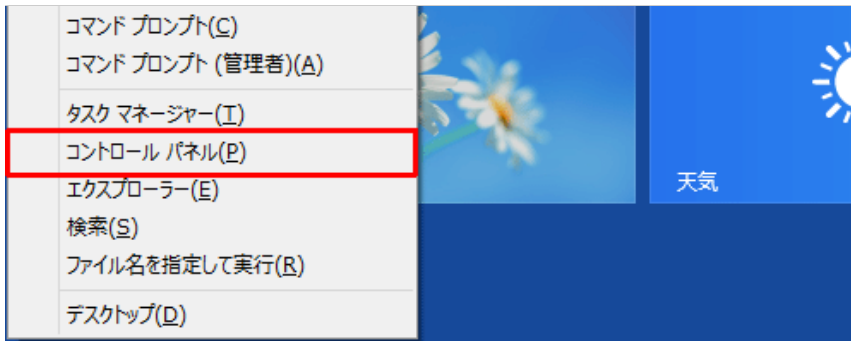 コマンド プロンプト(C)
コマンド プロンプト (管理者)(A)
タスク マネージャー(T)
コントロール パネル(P)
エクスプローラー(E)
検索(S)
ファイル名を指定して実行(R)
デスクトップ(D)
天気